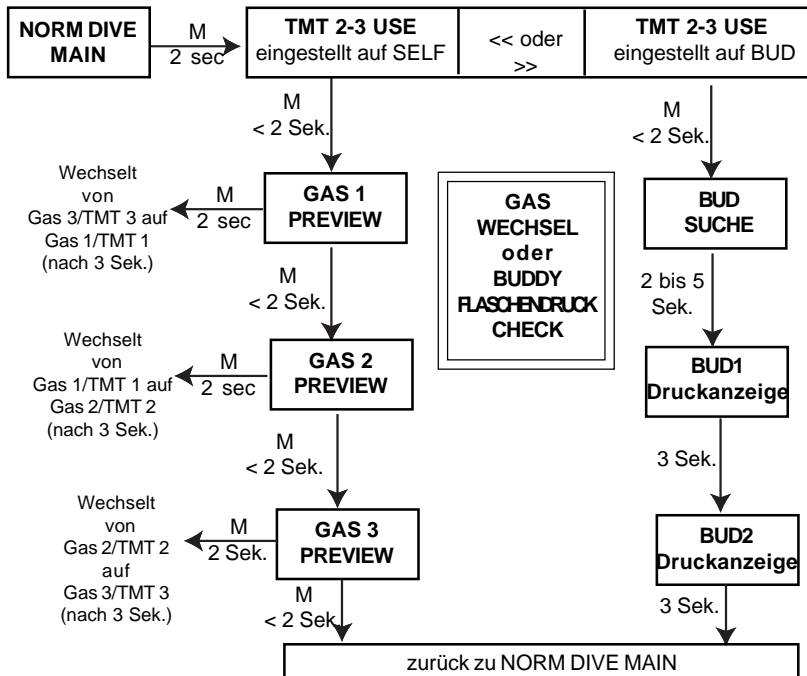 NORM DIVE
MAIN
M
2 sec
TMT 2-3 USE
eingestellt auf SELF
<< oder
>>
TMT 2-3 USE
eingestellt auf BUD
M
< 2 Sek.
M
< 2 Sek.
Wechselt
von
Gas 3/TMT 3 auf
Gas 1/TMT 1
(nach 3 Sek.)
M
2 sec
GAS 1
PREVIEW
GAS
WECHSEL
oder
BUDDY
FLASCHENDRUCK
CHECK
BUD
SUCHE
M
< 2 Sek.
2 bis 5
Sek.
Wechselt
von
Gas 1/TMT 1 auf
Gas 2/TMT 2
(nach 3 Sek.)
M
2 sec
GAS 2
PREVIEW
BUD1
Druckanzeige
M
< 2 Sek.
3 Sek.
Wechselt
von
Gas 2/TMT 2
auf
Gas 3/TMT 3
(nach 3 Sek.)
M
2 Sek.
GAS 3
PREVIEW
BUD2
Druckanzeige
M
< 2 Sek.
3 Sek.
zurück zu NORM DIVE MAIN